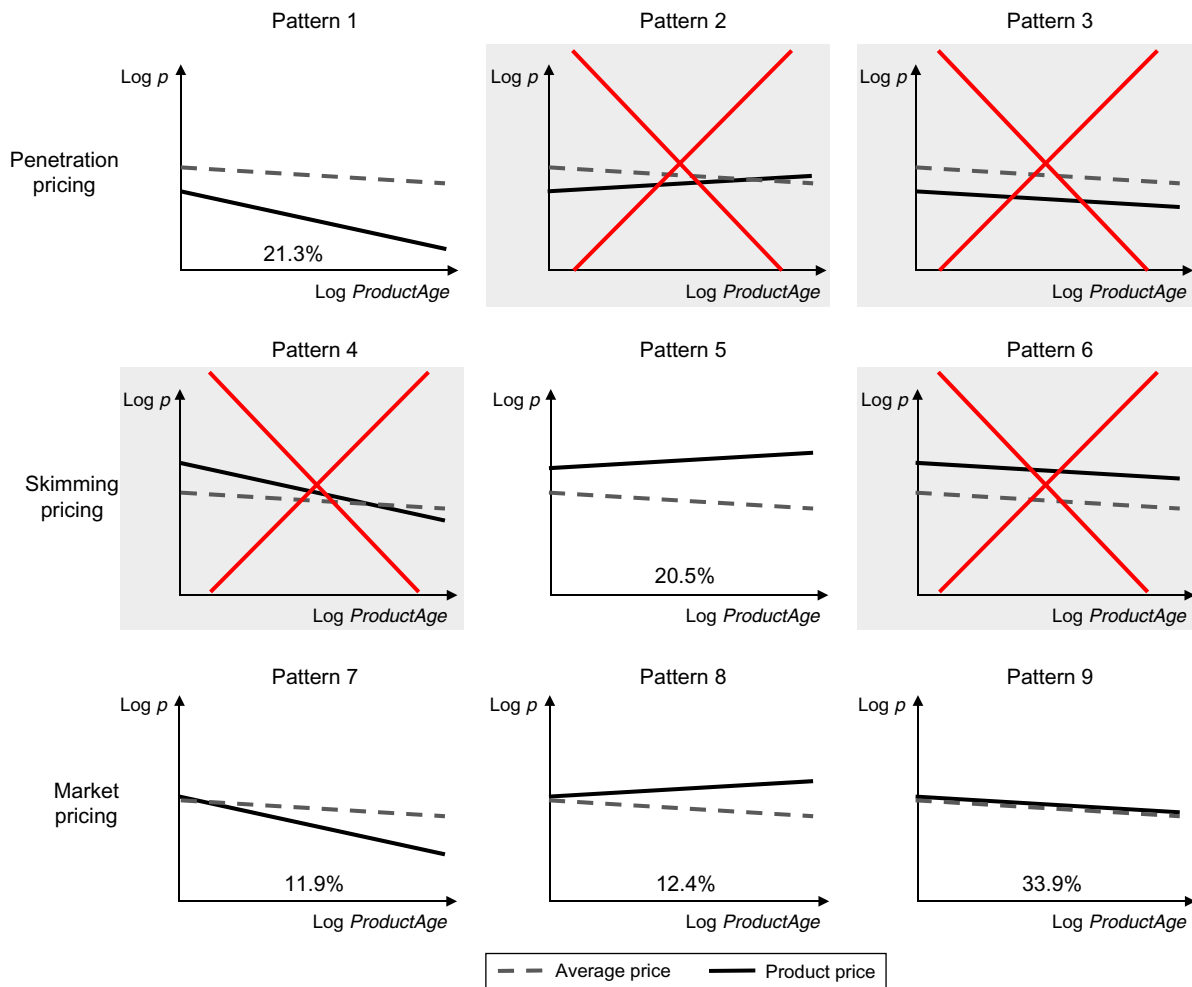 Pattern 1
Pattern 2
Pattern 3
Log p
Log p
Log p
Penetration
pricing
21.3%
Log ProductAge
Log ProductAge
Log ProductAge
Pattern 4
Pattern 5
Pattern 6
Log p
Log p
Log p
Skimming
pricing
20.5%
Log ProductAge
Log ProductAge
Log ProductAge
Pattern 7
Pattern 8
Pattern 9
Log p
Log p
Log p
Market
pricing
11.9%
12.4%
33.9%
Log ProductAge
Log ProductAge
Log ProductAge
Average price
Product price